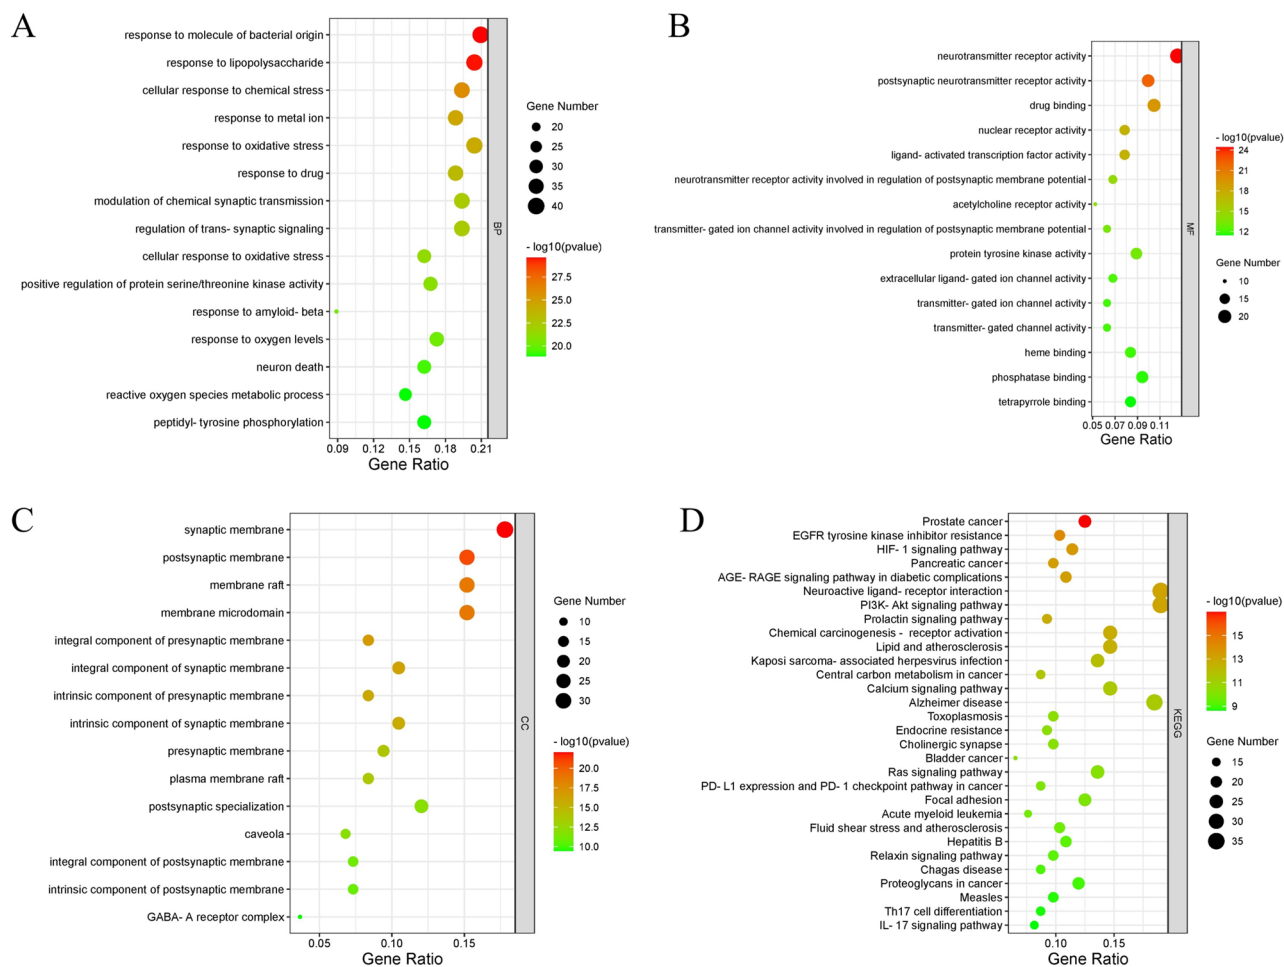 A
response to molecule of bacterial origin
response to lipopolysaccharide
cellular response to chemical stress
response to metal ion
response to oxidative stress
response to drug
modulation of chemical synaptic transmission
regulation of trans- synaptic signaling
cellular response to oxidative stress
positive regulation of protein serine/threonine kinase activity
response to amyloid- beta
response to oxygen levels
neuron death
reactive oxygen species metabolic process
peptidyl- tyrosine phosphorylation
0.09 0.12 0.15 0.18 0.21
Gene Ratio
BP
Gene Number
20
25
30
35
40
- log10(pvalue)
27.5
25.0
22.5
20.0
B
neurotransmitter receptor activity
postsynaptic neurotransmitter receptor activity
drug binding
nuclear receptor activity
ligand- activated transcription factor activity
neurotransmitter receptor activity involved in regulation of postsynaptic membrane potential
acetylcholine receptor activity
transmitter- gated ion channel activity involved in regulation of postsynaptic membrane potential
protein tyrosine kinase activity
extracellular ligand- gated ion channel activity
transmitter- gated ion channel activity
transmitter- gated channel activity
heme binding
phosphatase binding
tetrapyrrole binding
0.05 0.07 0.09 0.11
Gene Ratio
MF
- log10(pvalue)
24
21
18
15
12
Gene Number
10
15
20
C
synaptic membrane
postsynaptic membrane
membrane raft
membrane microdomain
integral component of presynaptic membrane
integral component of synaptic membrane
intrinsic component of presynaptic membrane
intrinsic component of synaptic membrane
presynaptic membrane
plasma membrane raft
postsynaptic specialization
caveola
integral component of postsynaptic membrane
intrinsic component of postsynaptic membrane
GABA- A receptor complex
0.05 0.10 0.15
Gene Ratio
CC
Gene Number
10
15
20
25
30
- log10(pvalue)
20.0
17.5
15.0
12.5
10.0
D
Prostate cancer
EGFR tyrosine kinase inhibitor resistance
HIF- 1 signaling pathway
Pancreatic cancer
AGE- RAGE signaling pathway in diabetic complications
Neuroactive ligand- receptor interaction
PI3K- Akt signaling pathway
Prolactin signaling pathway
Chemical carcinogenesis - receptor activation
Lipid and atherosclerosis
Kaposi sarcoma- associated herpesvirus infection
Central carbon metabolism in cancer
Calcium signaling pathway
Alzheimer disease
Toxoplasmosis
Endocrine resistance
Cholinergic synapse
Bladder cancer
Ras signaling pathway
PD- L1 expression and PD- 1 checkpoint pathway in cancer
Focal adhesion
Acute myeloid leukemia
Fluid shear stress and atherosclerosis
Hepatitis B
Relaxin signaling pathway
Chagas disease
Proteoglycans in cancer
Measles
Th17 cell differentiation
IL- 17 signaling pathway
0.10 0.15
Gene Ratio
KEGG
- log10(pvalue)
15
13
11
9
Gene Number
15
20
25
30
35